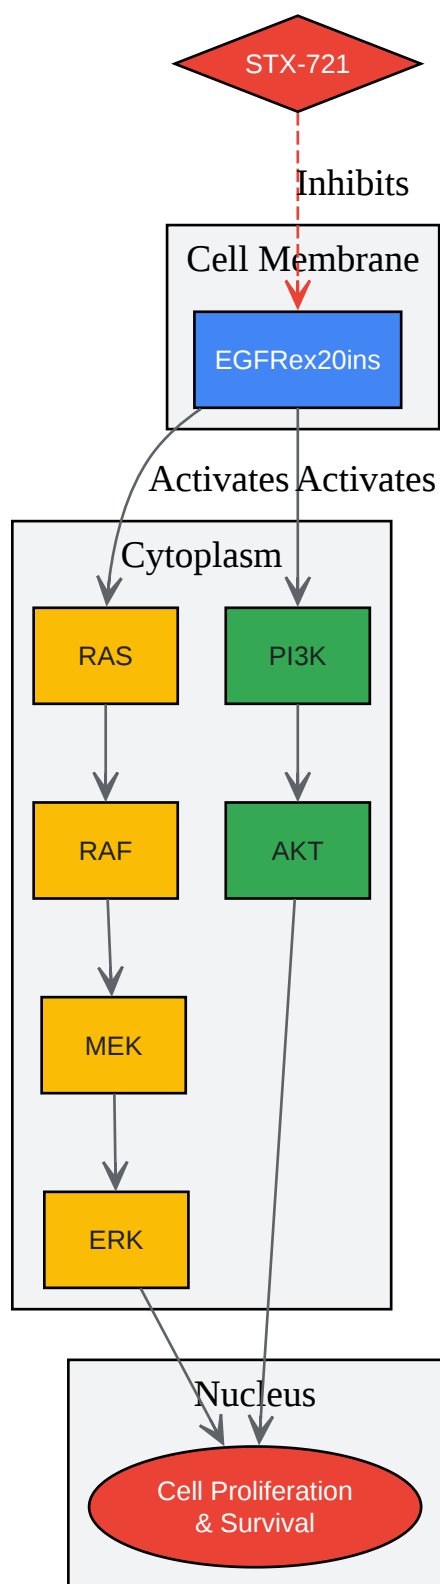 STX-721
Inhibits
Cell Membrane
EGFRex20ins
Activates Activates
Cytoplasm
RAS
PI3K
RAF
AKT
MEK
ERK
Nucleus
Cell Proliferation
& Survival